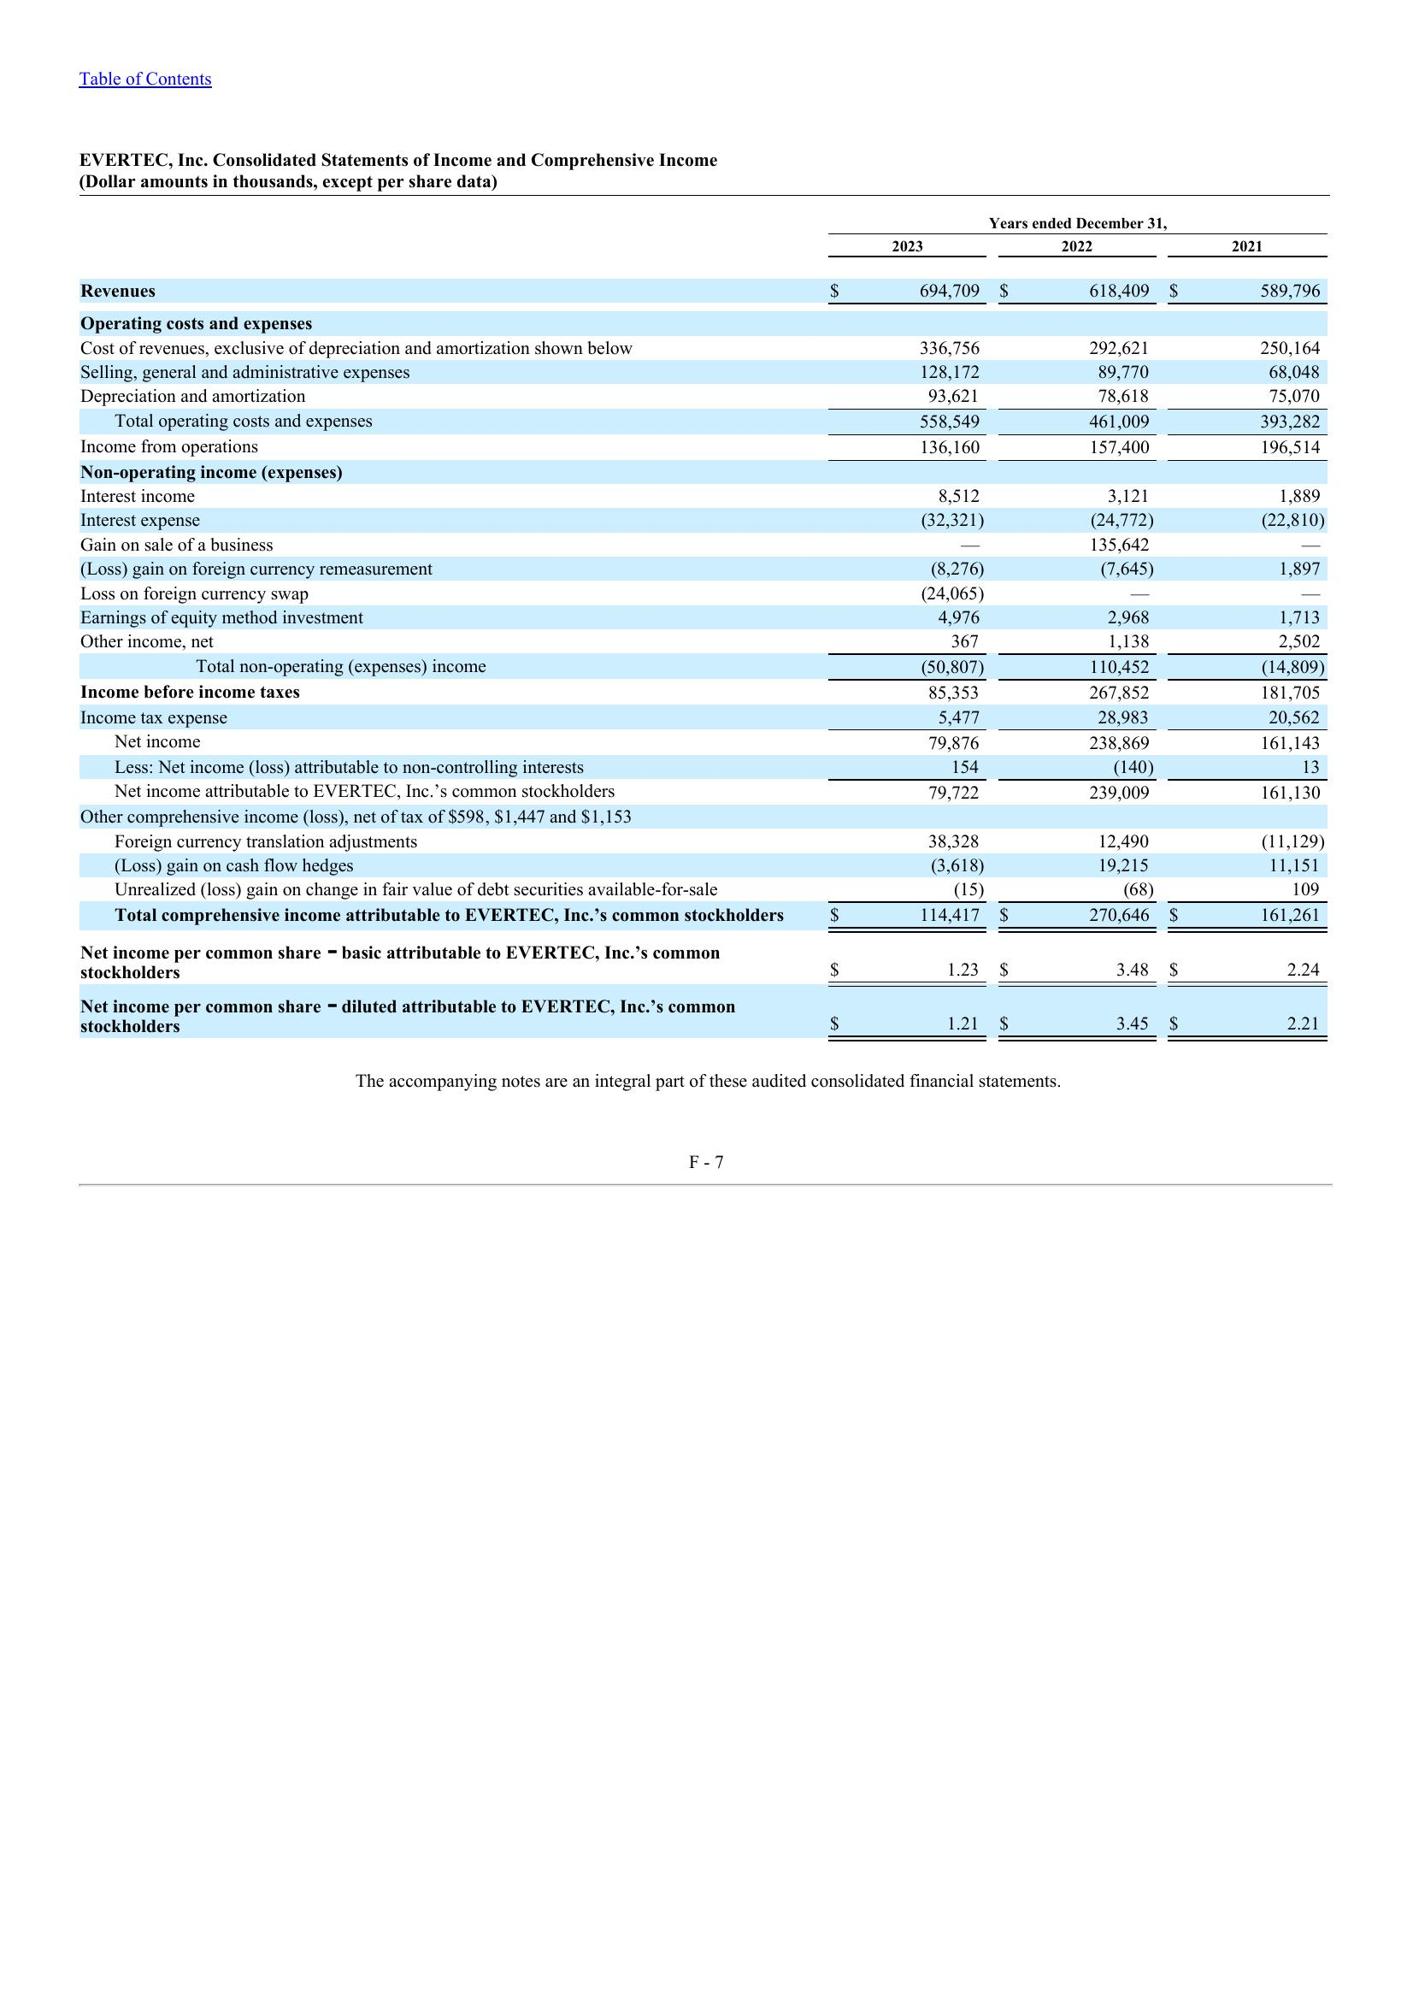 Table of Contents
EVERTEC, Inc. Consolidated Statements of Income and Comprehensive Income
(Dollar amounts in thousands, except per share data)
Years ended December 31,
2023 2022 2021
Revenues $ 694,709 $ 618,409 $ 589,796
Operating costs and expenses
Cost of revenues, exclusive of depreciation and amortization shown below 336,756 292,621 250,164
Selling, general and administrative expenses 128,172 89,770 68,048
Depreciation and amortization 93,621 78,618 75,070
Total operating costs and expenses 558,549 461,009 393,282
Income from operations 136,160 157,400 196,514
Non-operating income (expenses)
Interest income 8,512 3,121 1,889
Interest expense (32,321) (24,772) (22,810)
Gain on sale of a business — 135,642 —
(Loss) gain on foreign currency remeasurement (8,276) (7,645) 1,897
Loss on foreign currency swap (24,065) — —
Earnings of equity method investment 4,976 2,968 1,713
Other income, net 367 1,138 2,502
Total non-operating (expenses) income (50,807) 110,452 (14,809)
Income before income taxes 85,353 267,852 181,705
Income tax expense 5,477 28,983 20,562
Net income 79,876 238,869 161,143
Less: Net income (loss) attributable to non-controlling interests 154 (140) 13
Net income attributable to EVERTEC, Inc.’s common stockholders 79,722 239,009 161,130
Other comprehensive income (loss), net of tax of $598, $1,447 and $1,153
Foreign currency translation adjustments 38,328 12,490 (11,129)
(Loss) gain on cash flow hedges (3,618) 19,215 11,151
Unrealized (loss) gain on change in fair value of debt securities available-for-sale (15) (68) 109
Total comprehensive income attributable to EVERTEC, Inc.’s common stockholders $ 114,417 $ 270,646 $ 161,261
Net income per common share - basic attributable to EVERTEC, Inc.’s common
stockholders $ 1.23 $ 3.48 $ 2.24
Net income per common share - diluted attributable to EVERTEC, Inc.’s common
stockholders $ 1.21 $ 3.45 $ 2.21
The accompanying notes are an integral part of these audited consolidated financial statements.
F - 7